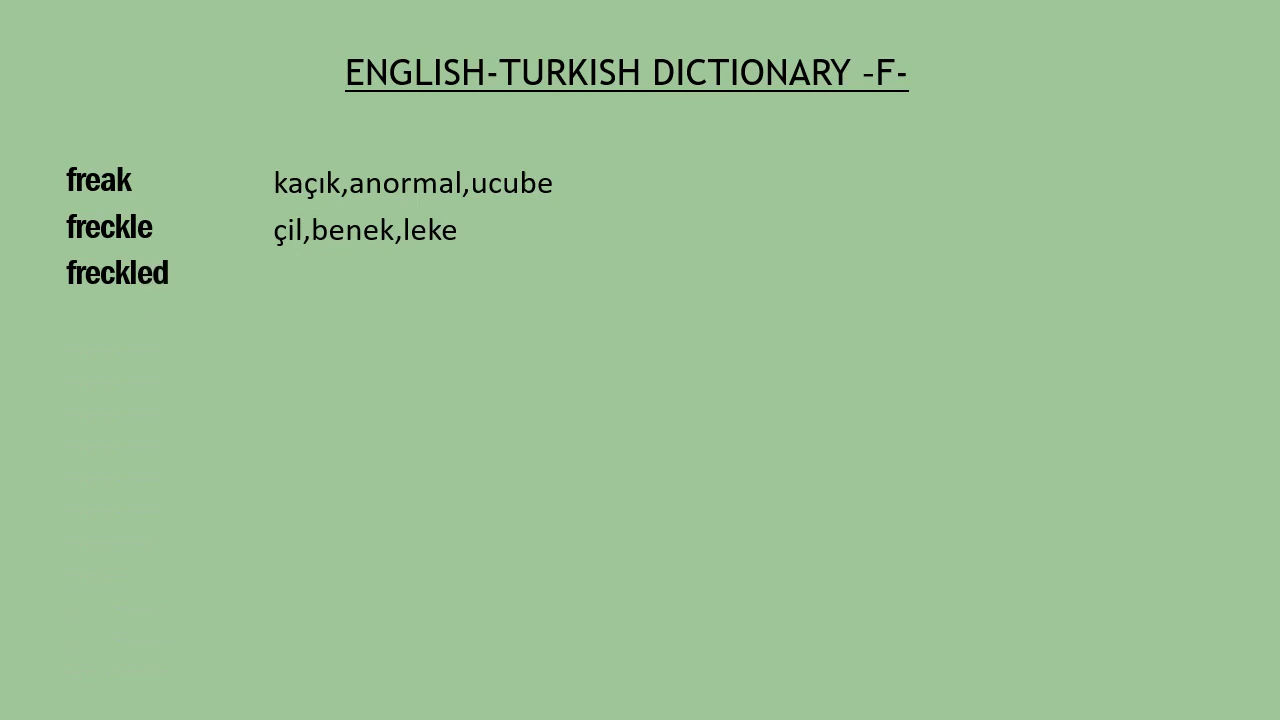 ENGLISH-TURKISH DICTIONARY –F-
freak kaçık,anormal,ucube
freckle çil,benek,leke
freckled